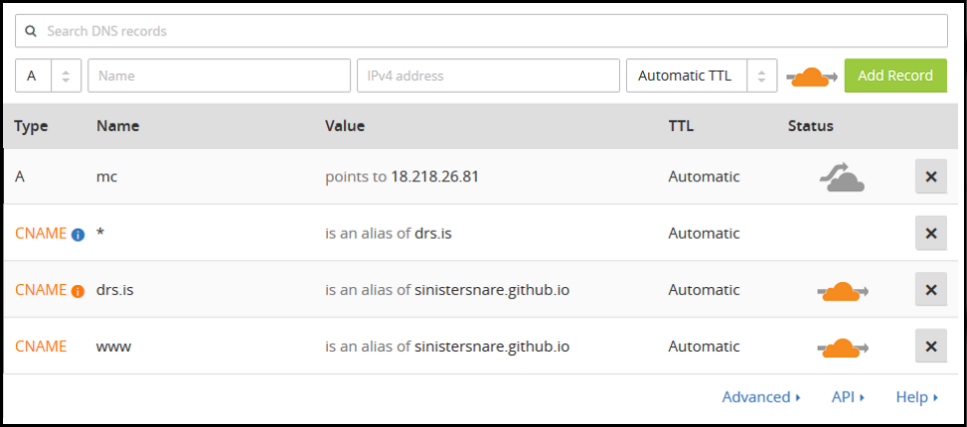 Search DNS records
A Name IPv4 address Automatic TTL Add Record
Type Name Value TTL Status
A mc points to 18.218.26.81 Automatic
CNAME * is an alias of drs.is Automatic
CNAME drs.is is an alias of sinistersnare.github.io Automatic
CNAME www is an alias of sinistersnare.github.io Automatic
Advanced API Help